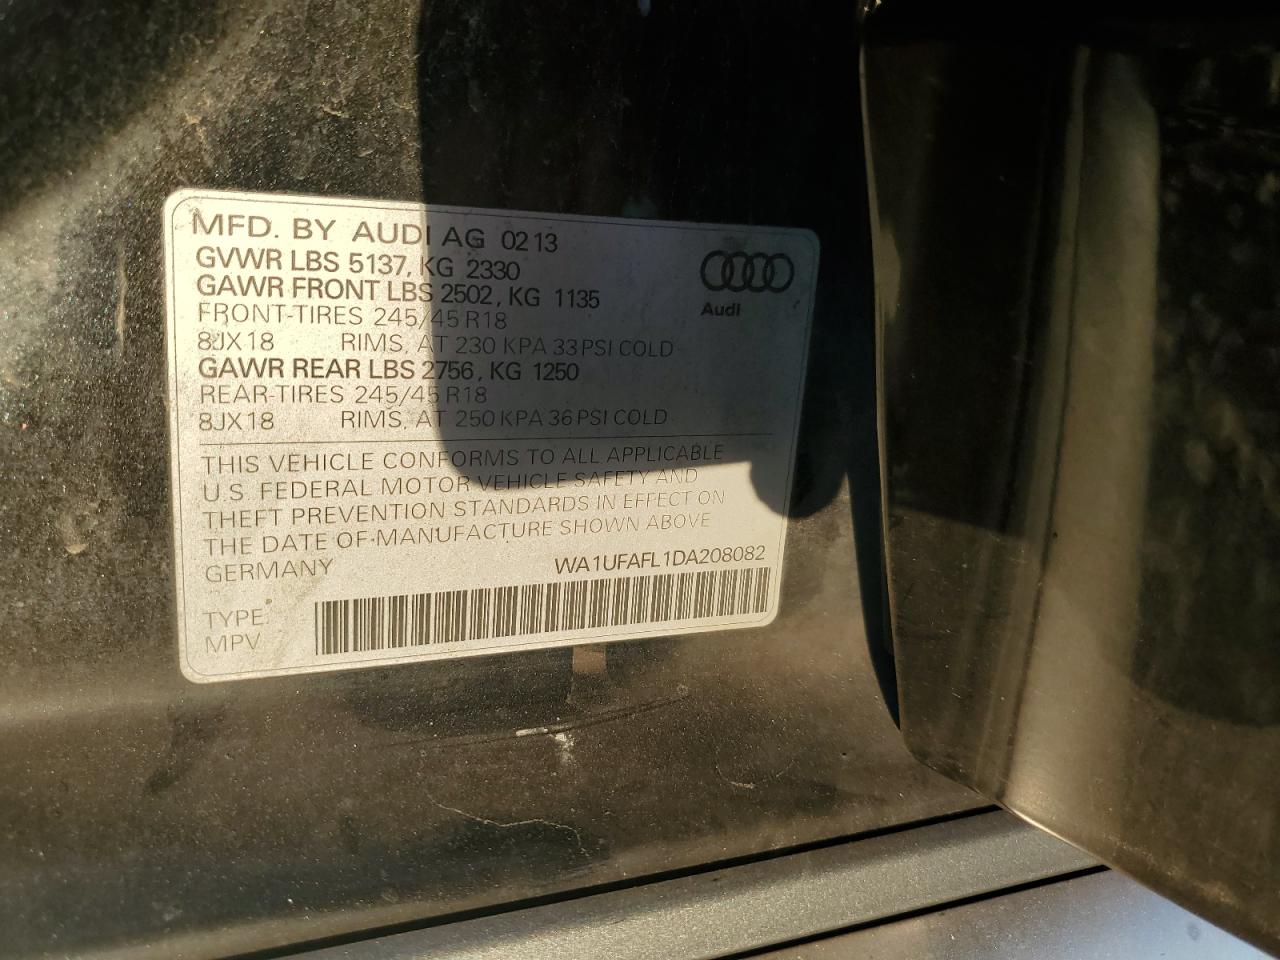 MFD. BY AUDI AG 02 13
GVWR LBS 5137, KG 2330
GAWR FRONT LBS 2502, KG 1135
FRONT-TIRES 245/45 R18
8JX18 RIMS, AT 230 KPA 33 PSI COLD
GAWR REAR LBS 2756, KG 1250
REAR-TIRES 245/45 R18
8JX18 RIMS, AT 250 KPA 36 PSI COLD
Audi
THIS VEHICLE CONFORMS TO ALL APPLICABLE
U.S. FEDERAL MOTOR VEHICLE SAFETY AND
THEFT PREVENTION STANDARDS IN EFFECT ON
THE DATE OF MANUFACTURE SHOWN ABOVE
GERMANY WA1UFAFL1DA208082
TYPE:
MPV